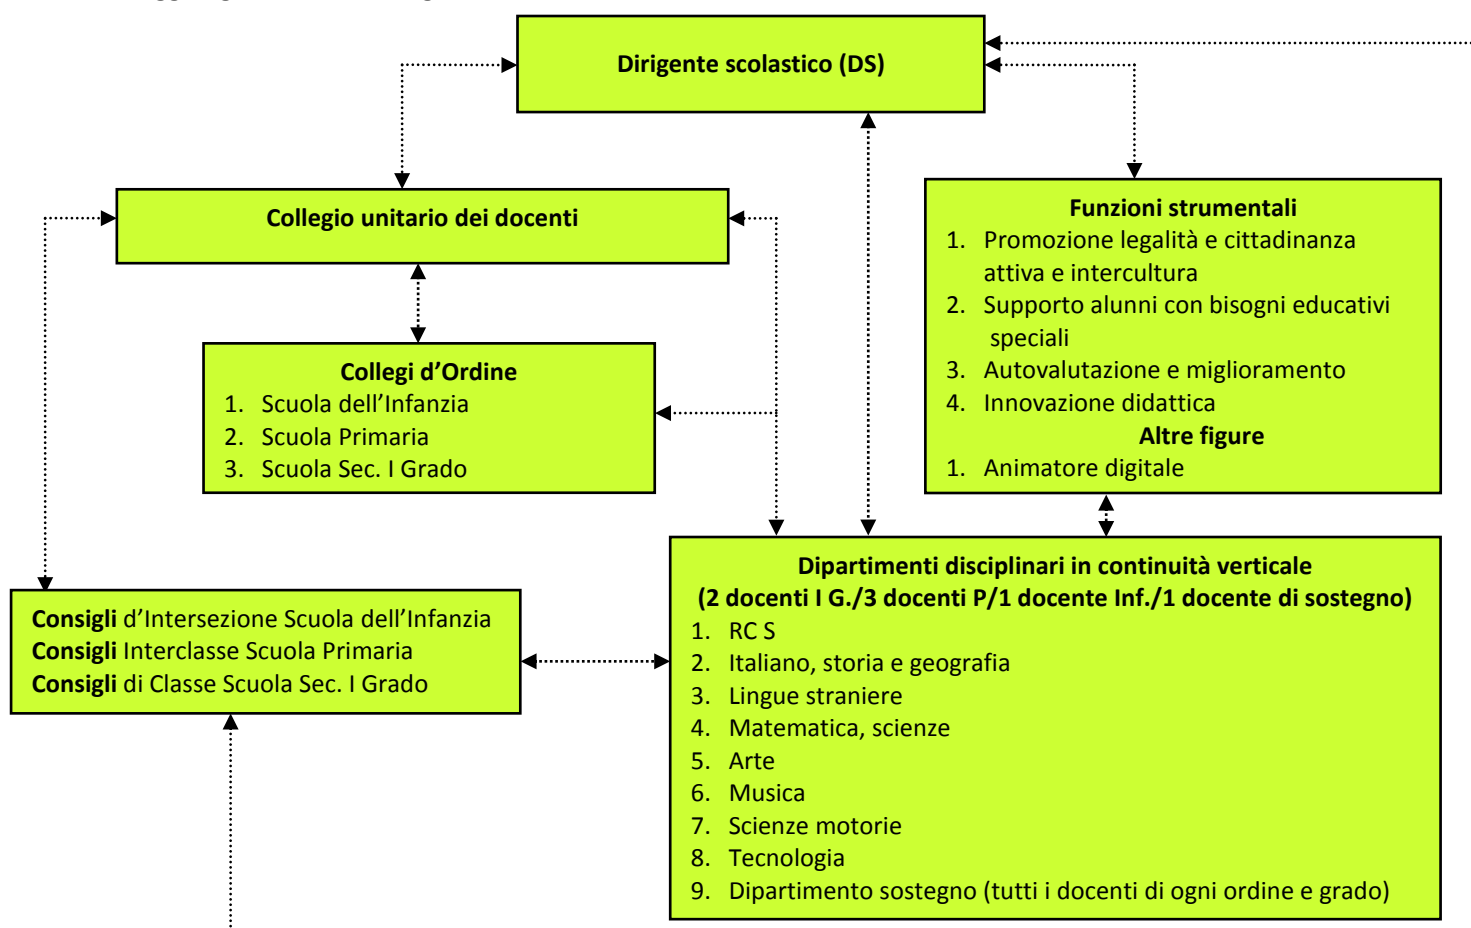 Dirigente scolastico (DS)
Collegio unitario dei docenti
Funzioni strumentali
1. Promozione legalità e cittadinanza
attiva e intercultura
2. Supporto alunni con bisogni educativi
speciali
3. Autovalutazione e miglioramento
4. Innovazione didattica
Altre figure
1. Animatore digitale
Collegi d’Ordine
1. Scuola dell’Infanzia
2. Scuola Primaria
3. Scuola Sec. I Grado
Consigli d’Intersezione Scuola dell’Infanzia
Consigli Interclasse Scuola Primaria
Consigli di Classe Scuola Sec. I Grado
Dipartimenti disciplinari in continuità verticale
(2 docenti I G./3 docenti P/1 docente Inf./1 docente di sostegno)
1. RC S
2. Italiano, storia e geografia
3. Lingue straniere
4. Matematica, scienze
5. Arte
6. Musica
7. Scienze motorie
8. Tecnologia
9. Dipartimento sostegno (tutti i docenti di ogni ordine e grado)